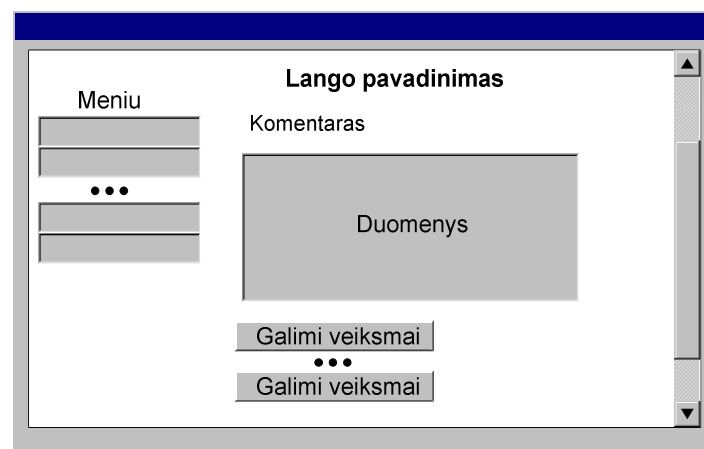 Lango pavadinimas
Meniu
Komentaras
•••
Duomenys
Galimi veiksmai
•••
Galimi veiksmai